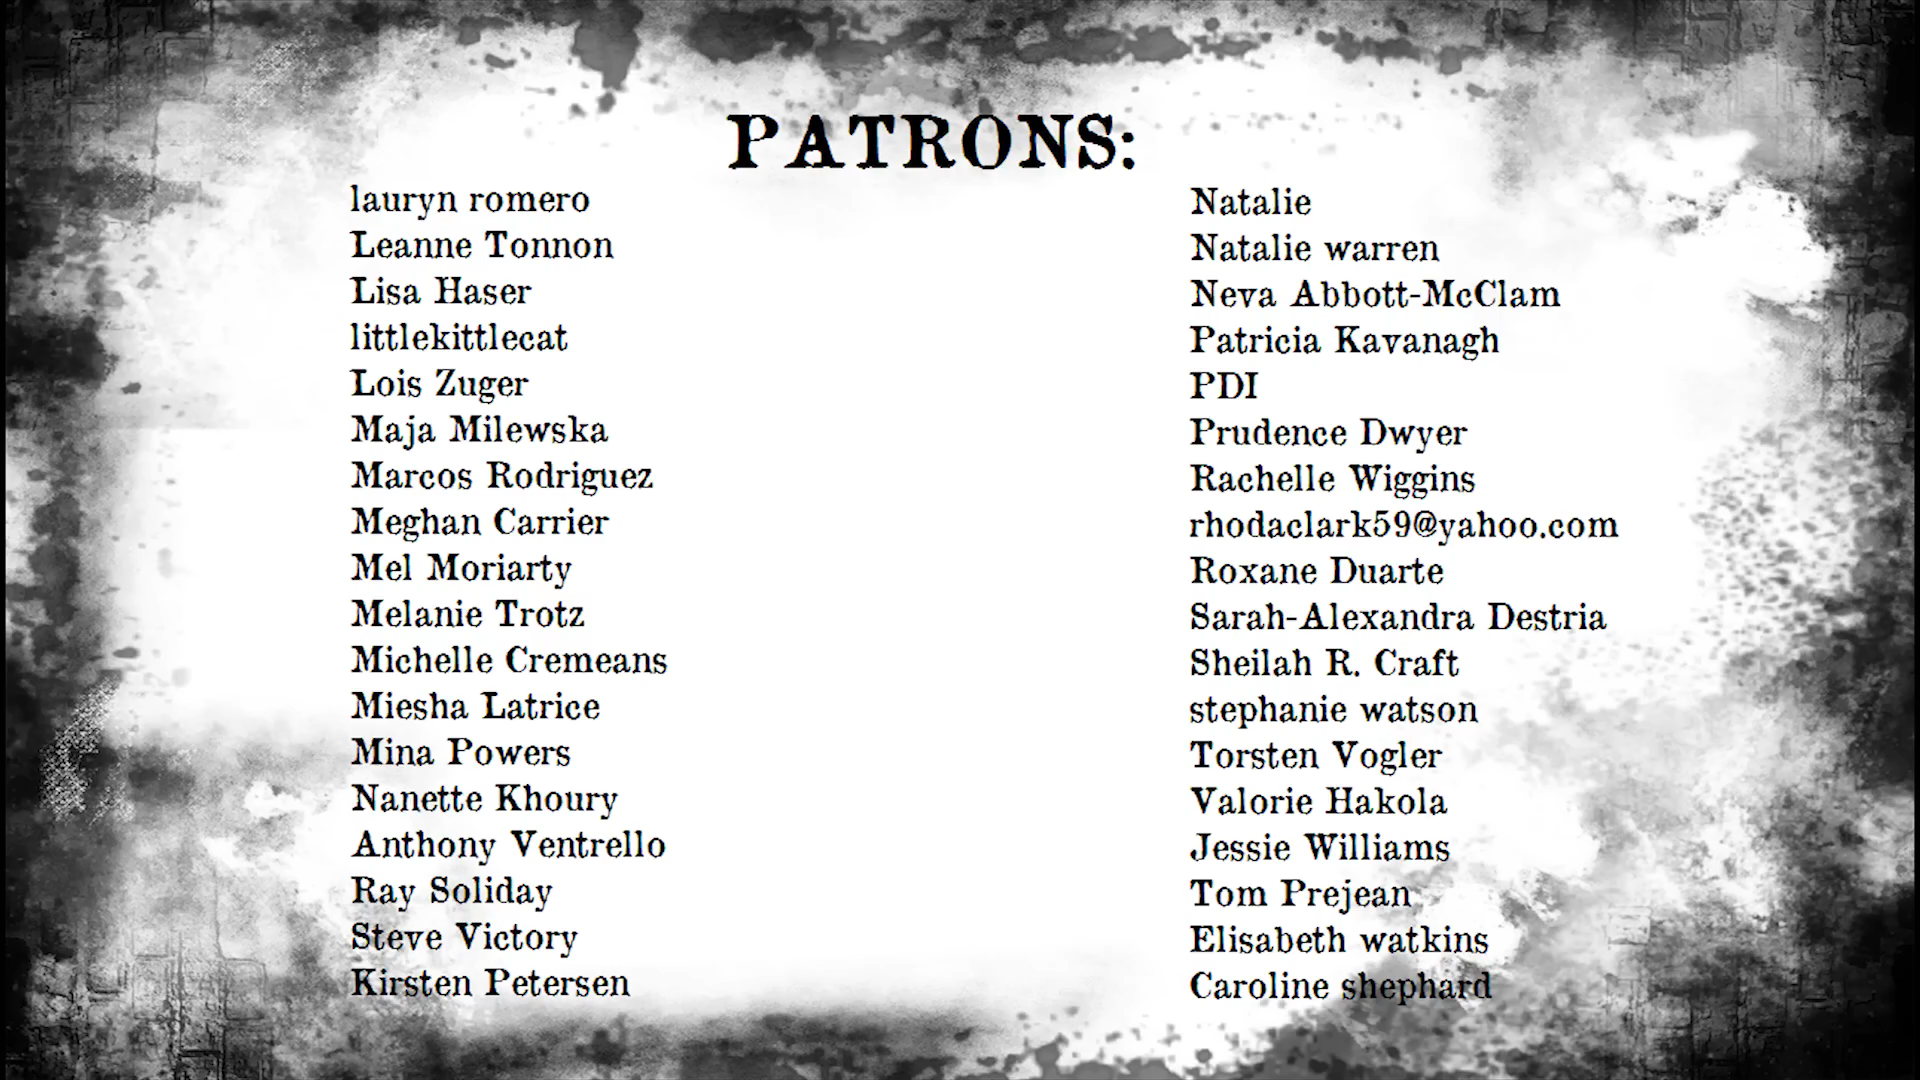 PATRONS:
lauryn romero
Leanne Tonnon
Lisa Haser
littlekittlecat
Lois Zuger
Maja Milewska
Marcos Rodriguez
Meghan Carrier
Mel Moriarty
Melanie Trotz
Michelle Cremeans
Miesha Latrice
Mina Powers
Nanette Khoury
Anthony Ventrello
Ray Soliday
Steve Victory
Kirsten Petersen
Natalie
Natalie warren
Neva Abbott-McClam
Patricia Kavanagh
PDI
Prudence Dwyer
Rachelle Wiggins
rhodaclark59@yahoo.com
Roxane Duarte
Sarah-Alexandra Destria
Sheilah R. Craft
stephanie watson
Torsten Vogler
Valorie Hakola
Jessie Williams
Tom Prejean
Elisabeth watkins
Caroline shephard